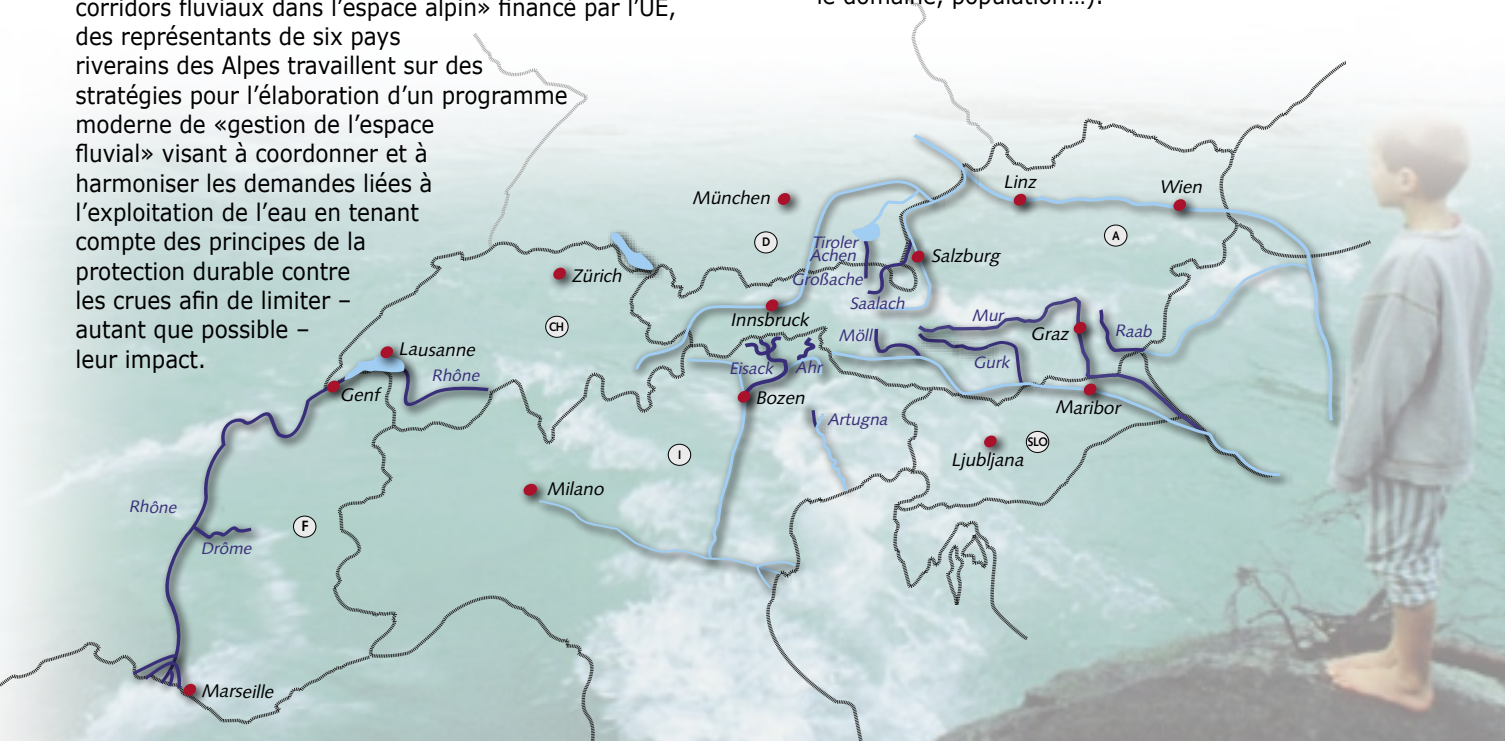 corridors fluviaux dans l'espace alpin» financé par l'UE,
des représentants de six pays
riverains des Alpes travaillent sur des
stratégies pour l'élaboration d'un programme
moderne de «gestion de l'espace
fluvial» visant à coordonner et à
harmoniser les demandes liées à
l'exploitation de l'eau en tenant
compte des principes de la
protection durable contre
les crues afin de limiter –
autant que possible –
leur impact.
le domaine, population…).
München
D
Tiroler
Achen
Großache
Saalach
Salzburg
Linz
Wien
A
Zürich
CH
Innsbruck
Möll
Mur
Graz
Raab
Gurk
Lausanne
Rhône
Genf
Eisack
Ahr
Bozen
Maribor
Artugna
Ljubljana
SLO
I
Milano
Rhône
F
Drôme
Marseille